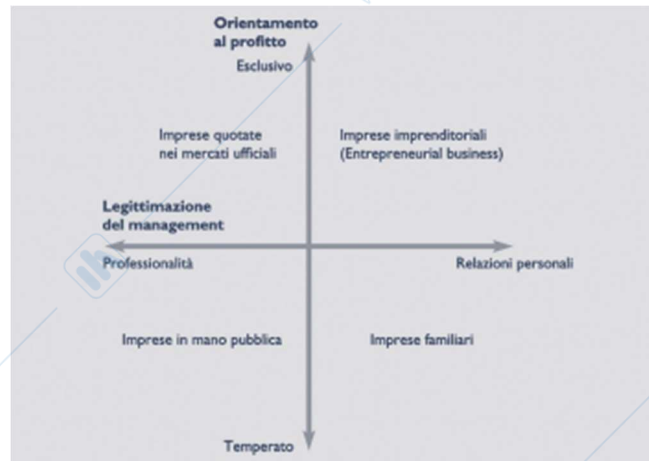 Orientamento
al profitto
Esclusivo
Imprese quotate
nei mercati ufficiali
Imprese imprenditoriali
(Entrepreneurial business)
Legittimazione
del management
Professionalità
Relazioni personali
Imprese in mano pubblica
Imprese familiari
Temperato